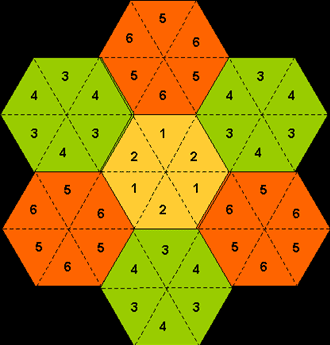 5
6 6
3 5 5 3
4 4 6 4 4
3 3 1 3 3
4 2 2 4
5 1 1 5
6 6 2 6 6
5 5 3 5 5
6 4 4 6
3 3
4